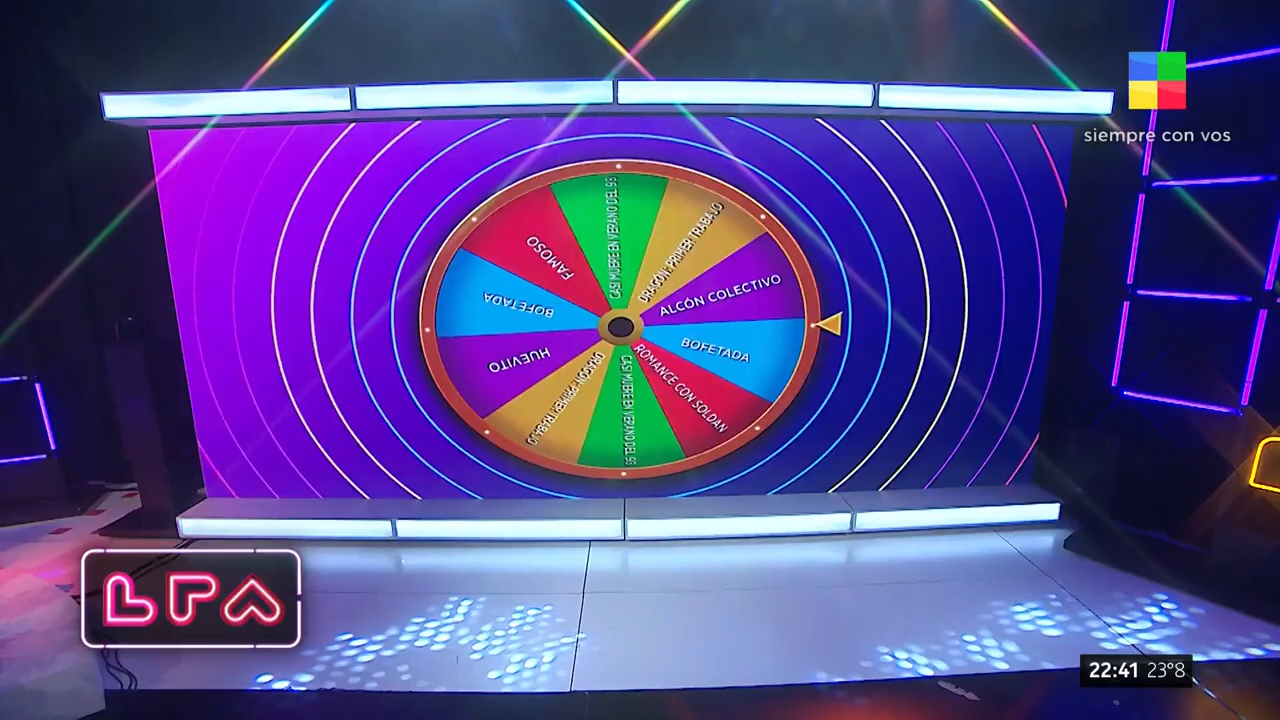 siempre con vos
CASI MUERE EN VERANO DEL 93
DRAGÓN: PRIMER TRABAJO
ALCÓN COLECTIVO
BOFETADA
ROMANCE CON SOLDAN
CASI MUERE EN VERANO DEL 93
DRAGÓN: PRIMER TRABAJO
HUEVITO
BOFETADA
FAMOSO
LPA
22:41 23°8